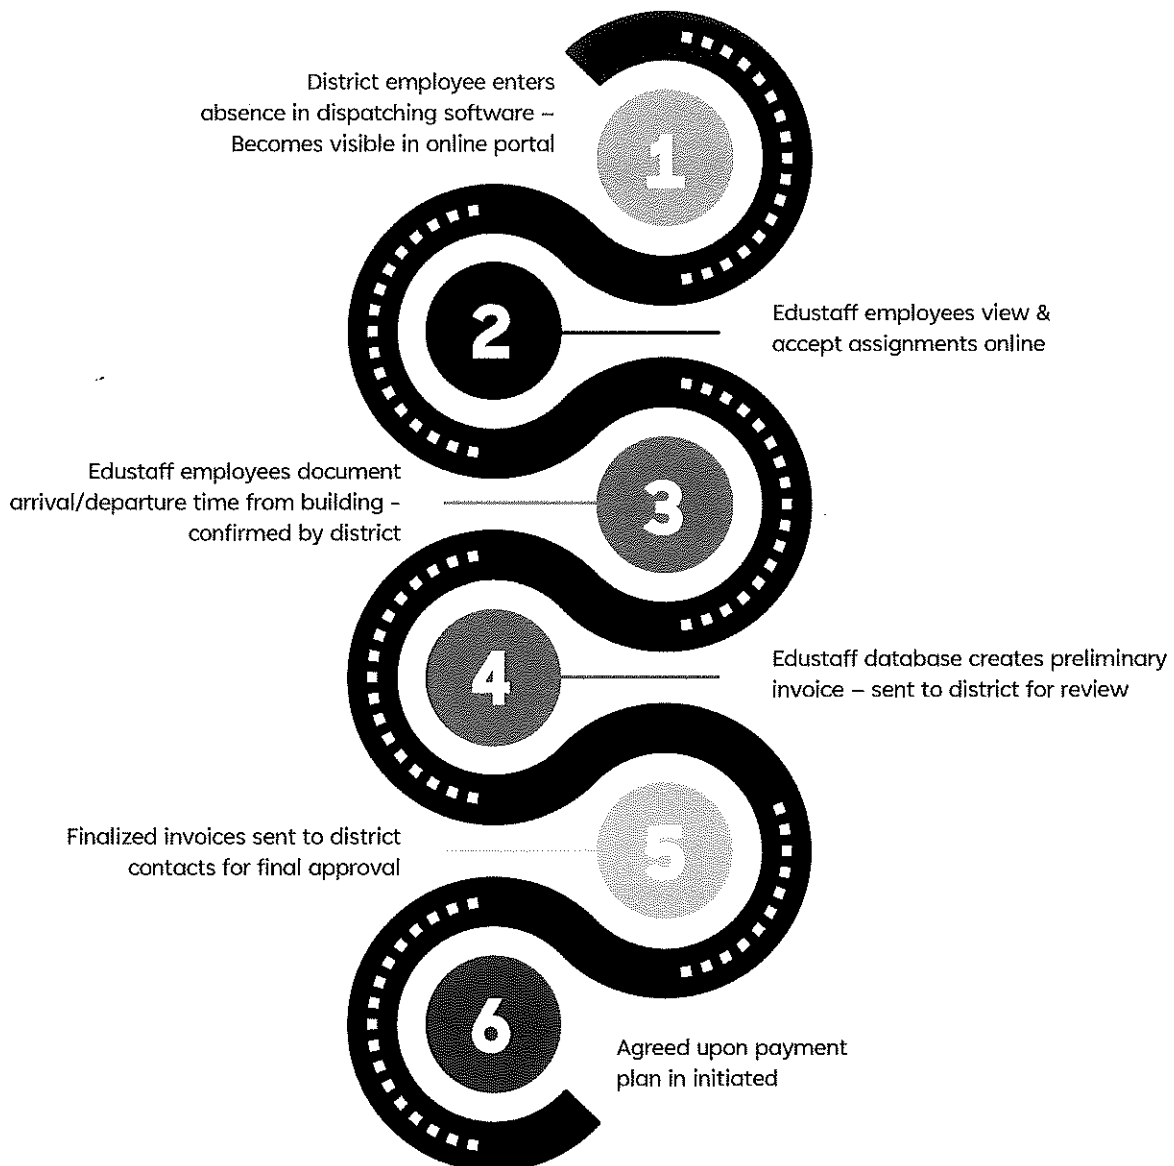 District employee enters
absence in dispatching software –
Becomes visible in online portal
1
2
Edustaff employees view &
accept assignments online
Edustaff employees document
arrival/departure time from building -
confirmed by district
3
4
Edustaff database creates preliminary
invoice – sent to district for review
Finalized invoices sent to district
contacts for final approval
5
6
Agreed upon payment
plan in initiated